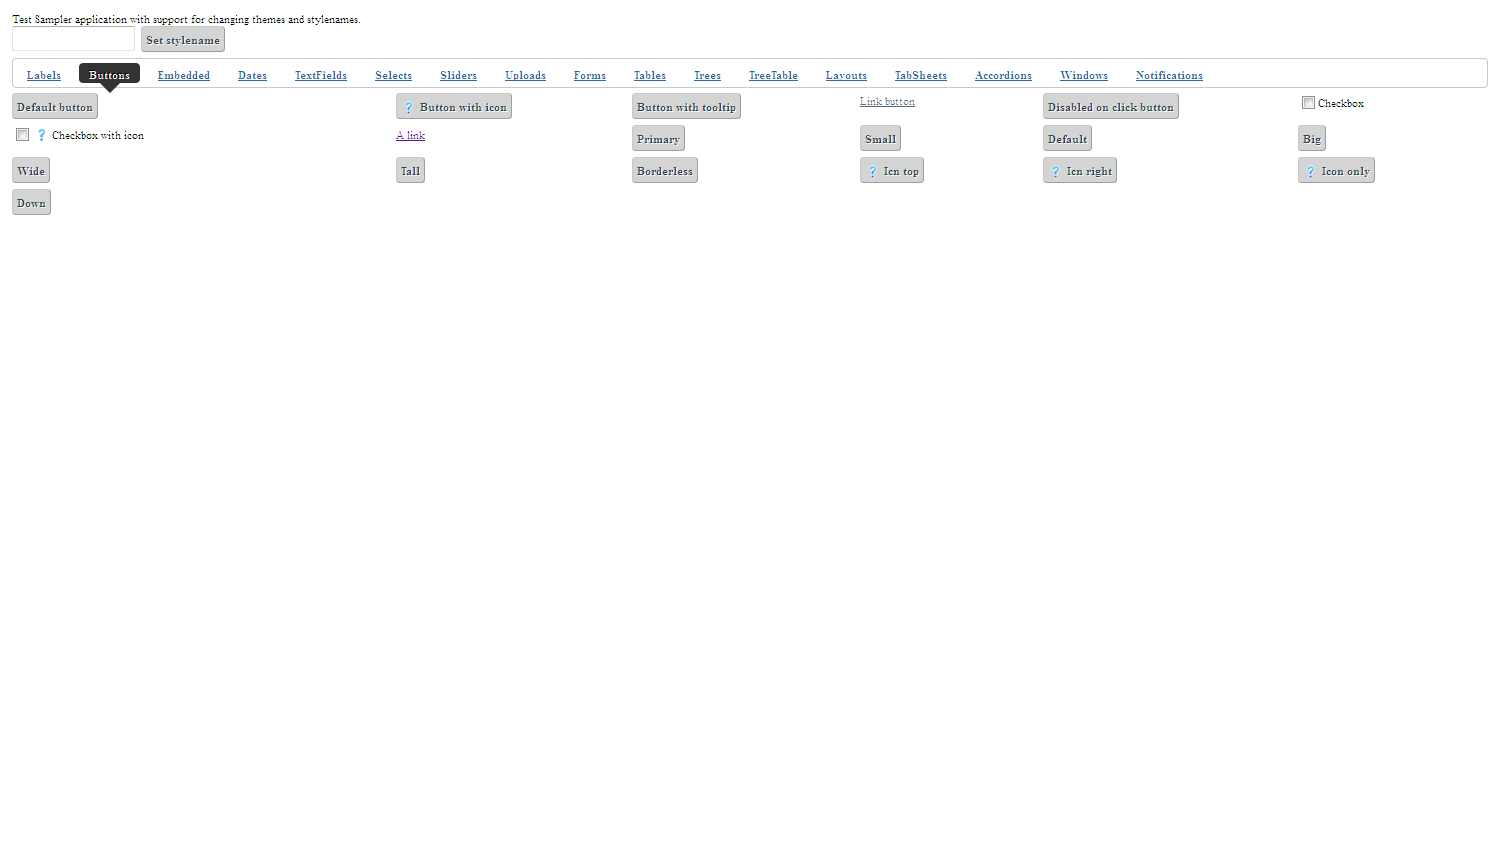 Test Sampler application with support for changing themes and stylenames.
Set stylename
Labels Buttons Embedded Dates TextFields Selects Sliders Uploads Forms Tables Trees TreeTable Layouts TabSheets Accordions Windows Notifications
Default button Button with icon Button with tooltip Link button Disabled on click button Checkbox
Checkbox with icon A link Primary Small Default Big
Wide Tall Borderless Icn top Icn right Icon only
Down